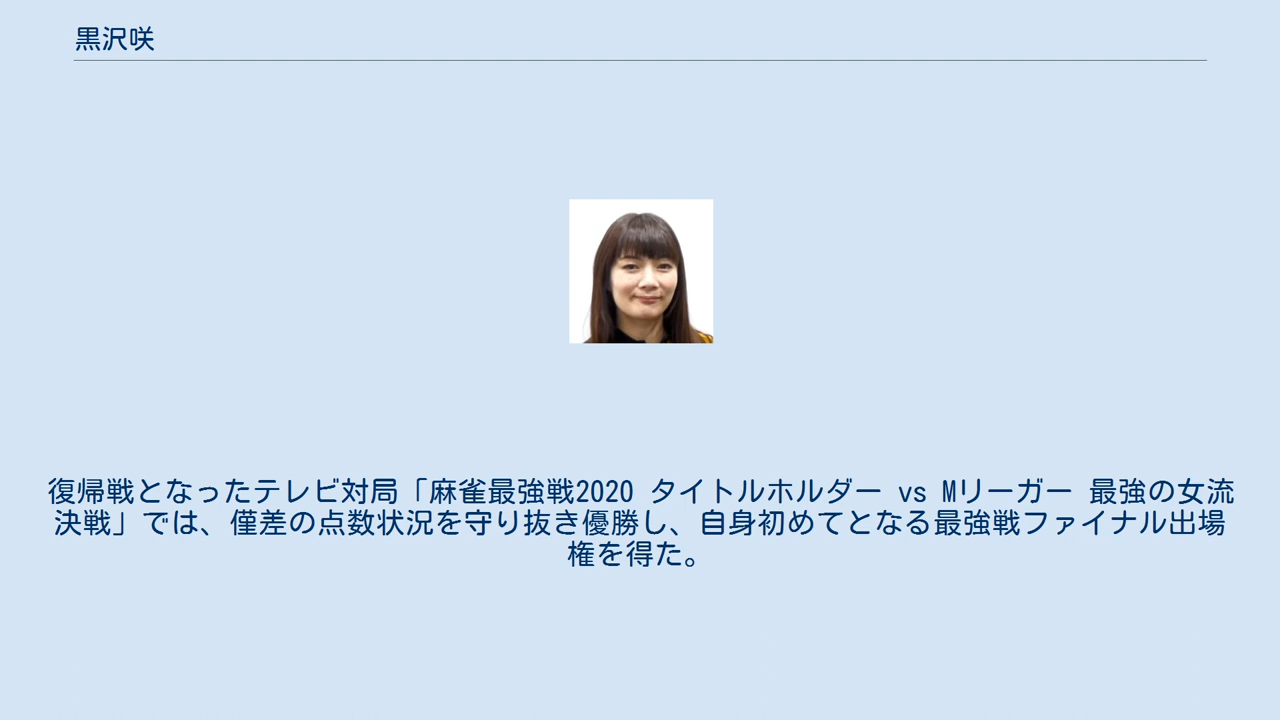 黒沢咲
復帰戦となったテレビ対局「麻雀最強戦2020 タイトルホルダー vs Mリーガー 最強の女流
決戦」では、僅差の点数状況を守り抜き優勝し、自身初めてとなる最強戦ファイナル出場
権を得た。